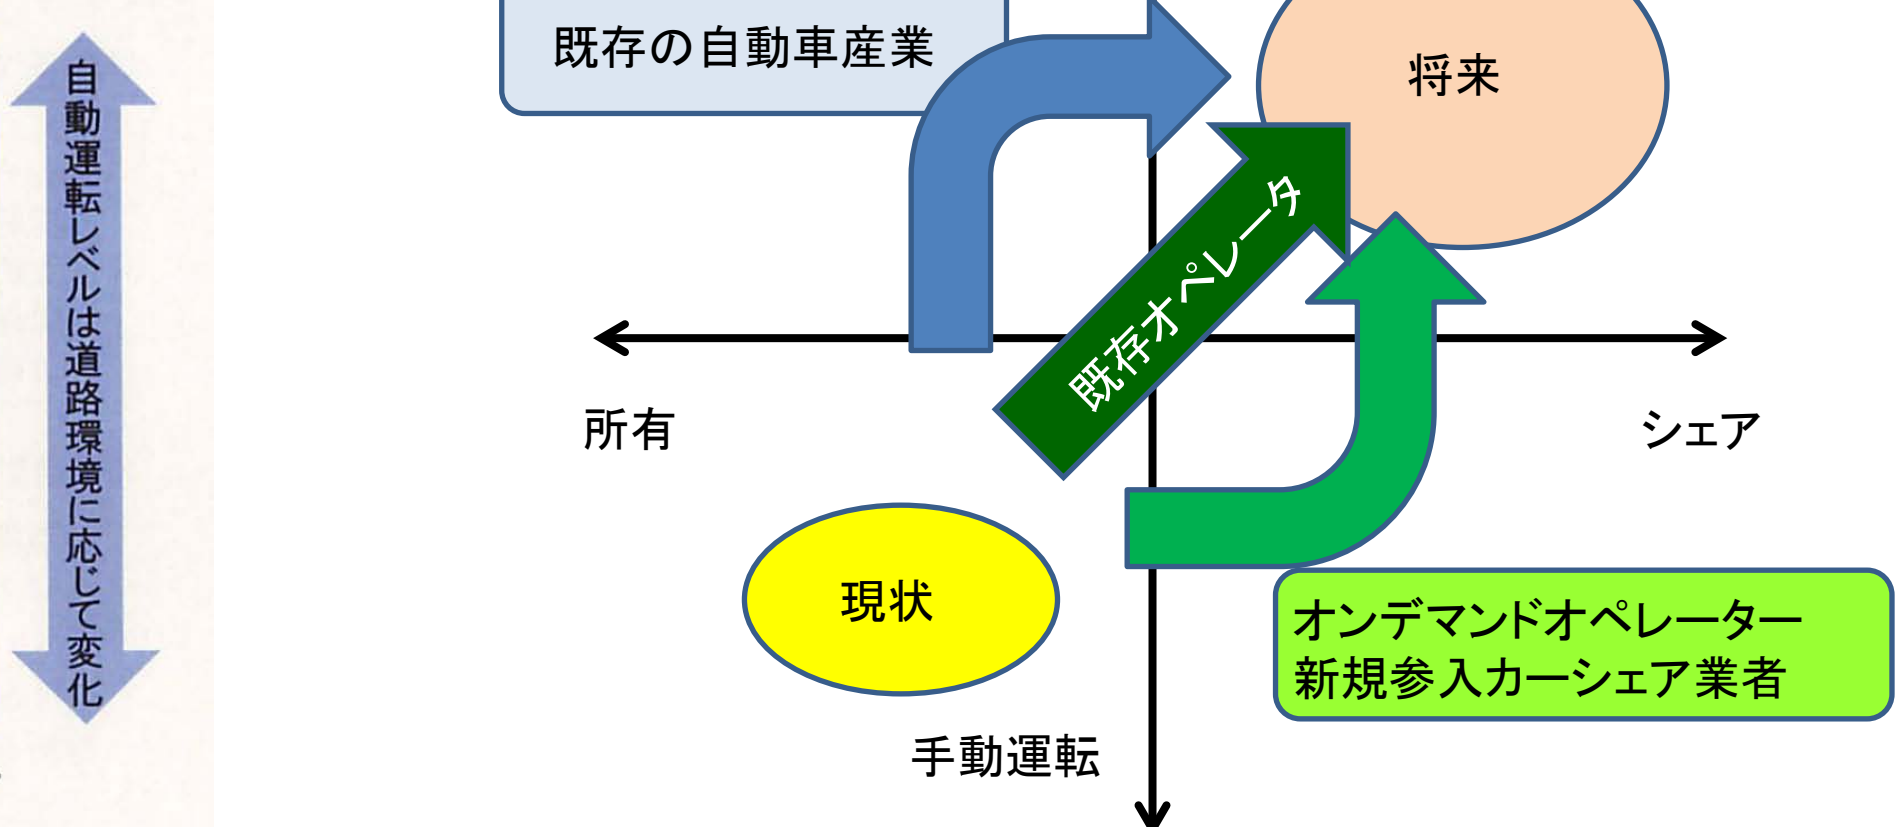 自動運転レベルは道路環境に応じて変化
既存の自動車産業
将来
既存オペレータ
所有
シェア
現状
オンデマンドオペレーター
新規参入カーシェア業者
手動運転